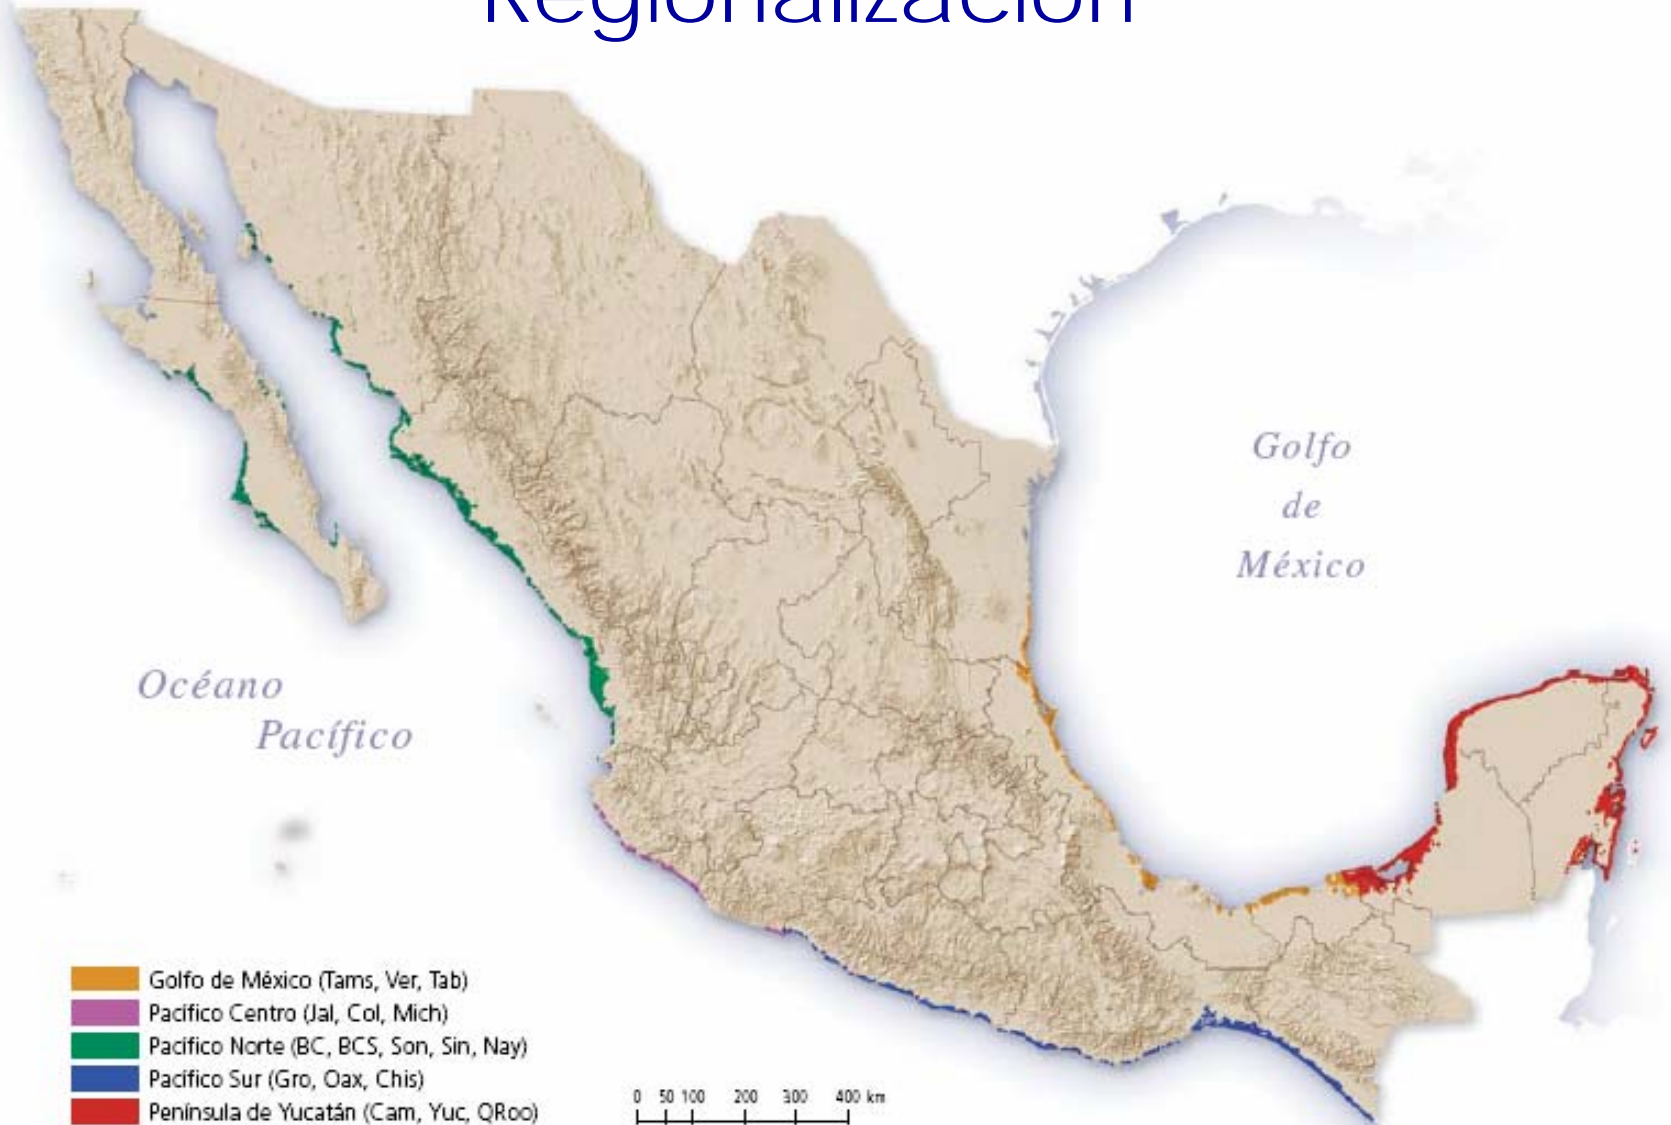 Regionalización
Golfo
de
México
Océano
Pacífico
Golfo de México (Tams, Ver, Tab)
Pacífico Centro (Jal, Col, Mich)
Pacífico Norte (BC, BCS, Son, Sin, Nay)
Pacífico Sur (Gro, Oax, Chis)
Península de Yucatán (Cam, Yuc, QRoo)
0 50 100 200 300 400 km